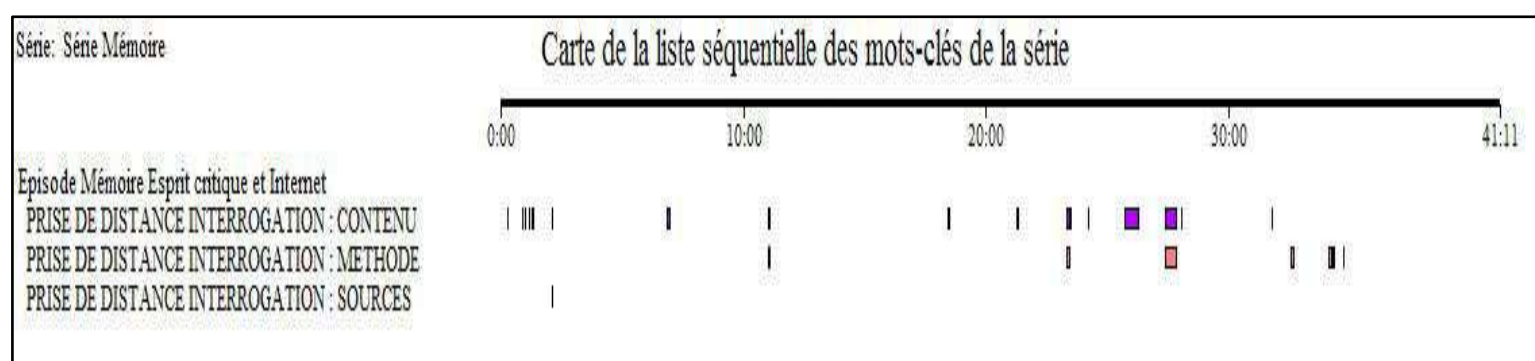 Série: Série Mémoire
Carte de la liste séquentielle des mots-clés de la série
0:00 10:00 20:00 30:00 41:11
Episode Mémoire Esprit critique et Internet
PRISE DE DISTANCE INTERROGATION : CONTENU
PRISE DE DISTANCE INTERROGATION : METHODE
PRISE DE DISTANCE INTERROGATION : SOURCES